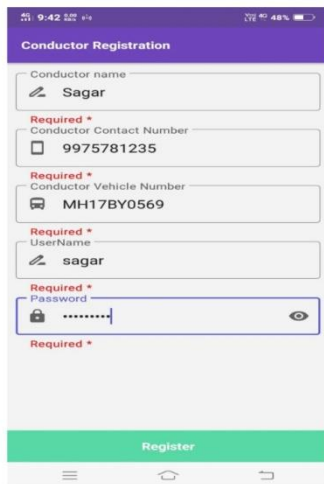 4G 9:42
48%
Conductor Registration
Conductor name
Sagar
Required *
Conductor Contact Number
9975781235
Required *
Conductor Vehicle Number
MH17BY0569
Required *
UserName
sagar
Required *
Password
•••••••••
Required *
Register